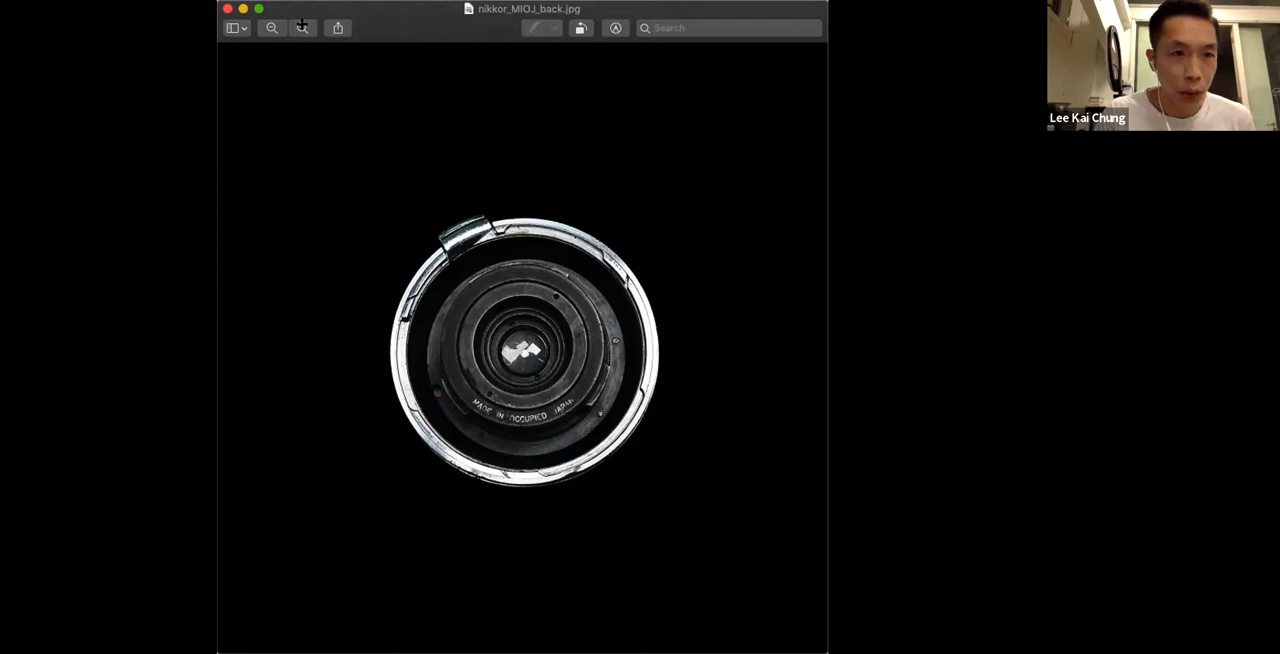 nikkor_MIOJ_back.jpg
Search
Lee Kai Chung
MADE IN OCCUPIED JAPAN